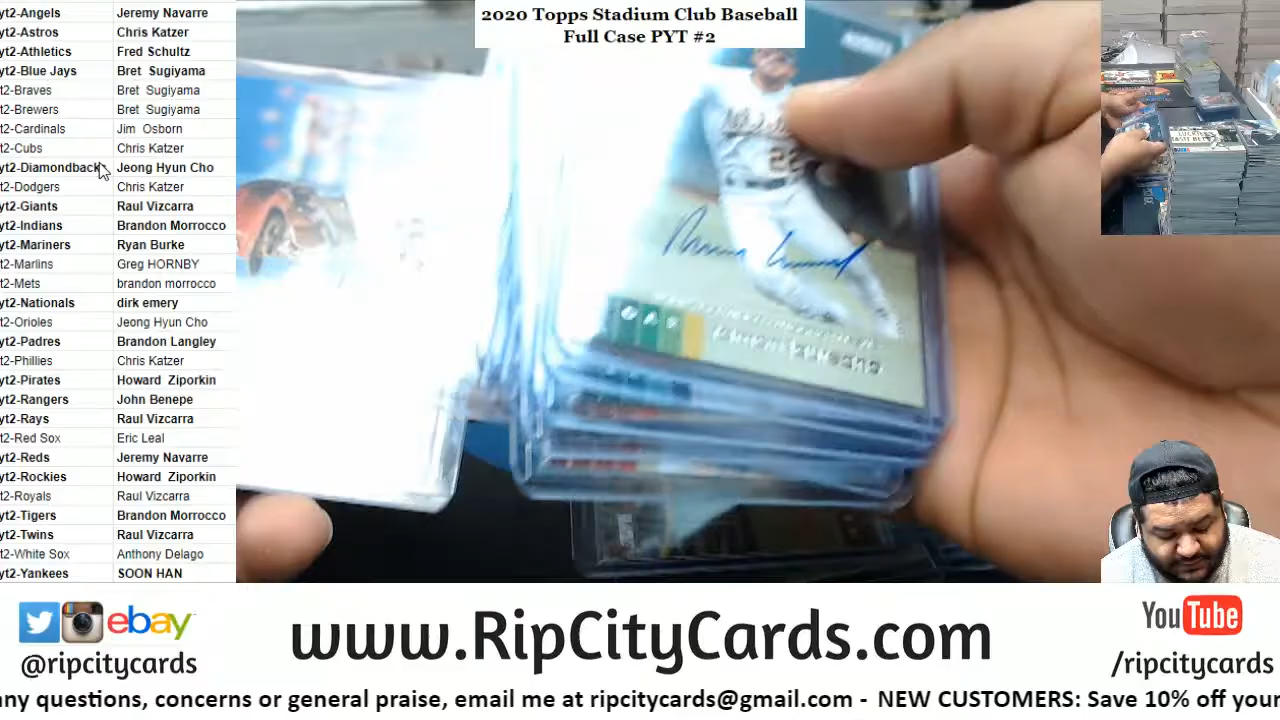 yt2-Angels Jeremy Navarre
yt2-Astros Chris Katzer
yt2-Athletics Fred Schultz
yt2-Blue Jays Bret Sugiyama
t2-Braves Bret Sugiyama
t2-Brewers Bret Sugiyama
t2-Cardinals Jim Osborn
t2-Cubs Chris Katzer
yt2-Diamondback Jeong Hyun Cho
t2-Dodgers Chris Katzer
yt2-Giants Raul Vizcarra
yt2-Indians Brandon Morrocco
yt2-Mariners Ryan Burke
t2-Marlins Greg HORNBY
t2-Mets brandon morrocco
yt2-Nationals dirk emery
t2-Orioles Jeong Hyun Cho
yt2-Padres Brandon Langley
t2-Phillies Chris Katzer
yt2-Pirates Howard Ziporkin
yt2-Rangers John Benepe
yt2-Rays Raul Vizcarra
t2-Red Sox Eric Leal
yt2-Reds Jeremy Navarre
yt2-Rockies Howard Ziporkin
t2-Royals Raul Vizcarra
yt2-Tigers Brandon Morrocco
yt2-Twins Raul Vizcarra
t2-White Sox Anthony Delago
yt2-Yankees SOON HAN
2020 Topps Stadium Club Baseball
Full Case PYT #2
22
OAK
ebay
@ripcitycards
www.RipCityCards.com
YouTube
/ripcitycards
any questions, concerns or general praise, email me at ripcitycards@gmail.com - NEW CUSTOMERS: Save 10% off your